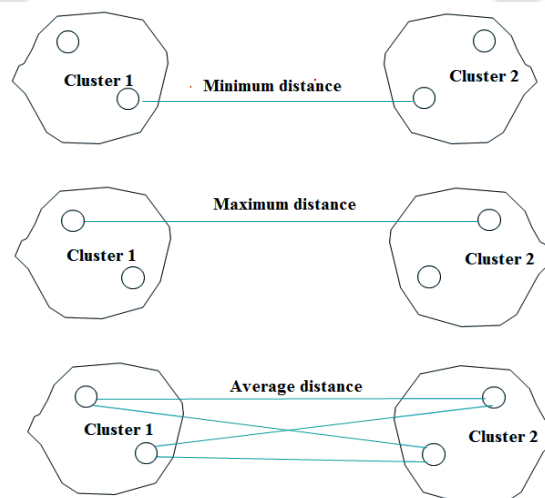 Cluster 1
Minimum distance
Cluster 2
Maximum distance
Cluster 1
Cluster 2
Average distance
Cluster 1
Cluster 2